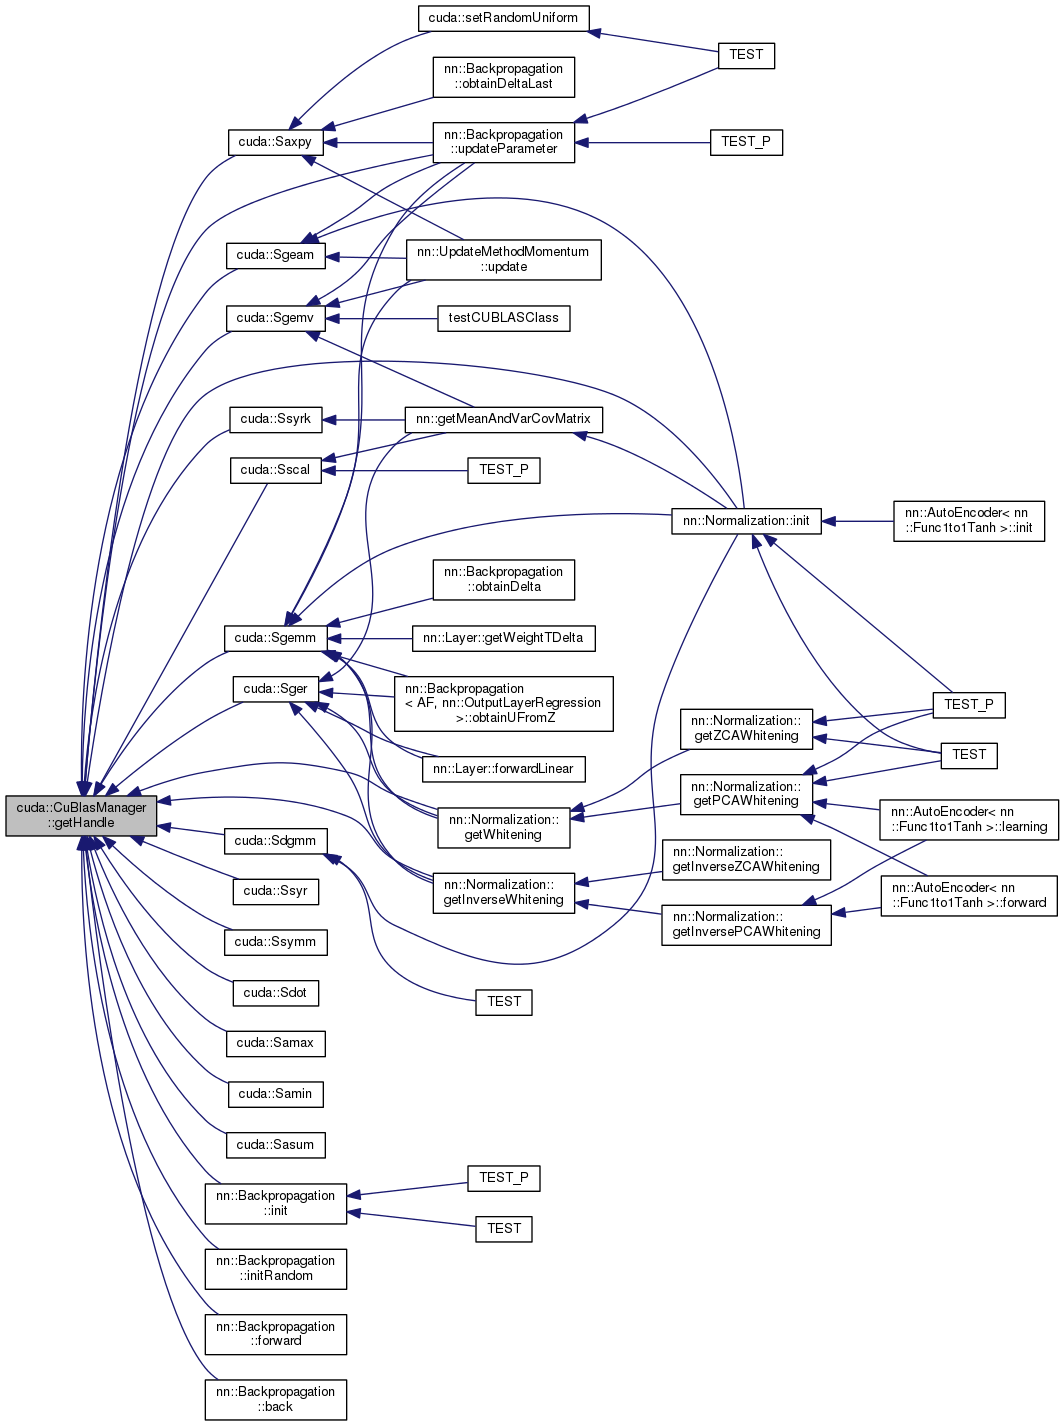 cuda::setRandomUniform
TEST
nn::Backpropagation
::obtainDeltaLast
cuda::Saxpy
nn::Backpropagation
::updateParameter
TEST_P
cuda::Sgeam
nn::UpdateMethodMomentum
::update
cuda::Sgemv
testCUBLASClass
cuda::Ssyrk
nn::getMeanAndVarCovMatrix
cuda::Sscal
TEST_P
nn::Normalization::init
nn::AutoEncoder< nn
::Func1to1Tanh >::init
nn::Backpropagation
::obtainDelta
cuda::Sgemm
nn::Layer::getWeightTDelta
cuda::Sger
nn::Backpropagation
< AF, nn::OutputLayerRegression
>::obtainUFromZ
TEST_P
nn::Normalization::
getZCAWhitening
TEST
nn::Layer::forwardLinear
nn::Normalization::
getPCAWhitening
cuda::CuBlasManager
::getHandle
nn::Normalization::
getWhitening
nn::AutoEncoder< nn
::Func1to1Tanh >::learning
cuda::Sdgmm
nn::Normalization::
getInverseZCAWhitening
cuda::Ssyr
nn::Normalization::
getInverseWhitening
nn::AutoEncoder< nn
::Func1to1Tanh >::forward
nn::Normalization::
getInversePCAWhitening
cuda::Ssymm
cuda::Sdot
TEST
cuda::Samax
cuda::Samin
cuda::Sasum
nn::Backpropagation
::init
TEST_P
TEST
nn::Backpropagation
::initRandom
nn::Backpropagation
::forward
nn::Backpropagation
::back